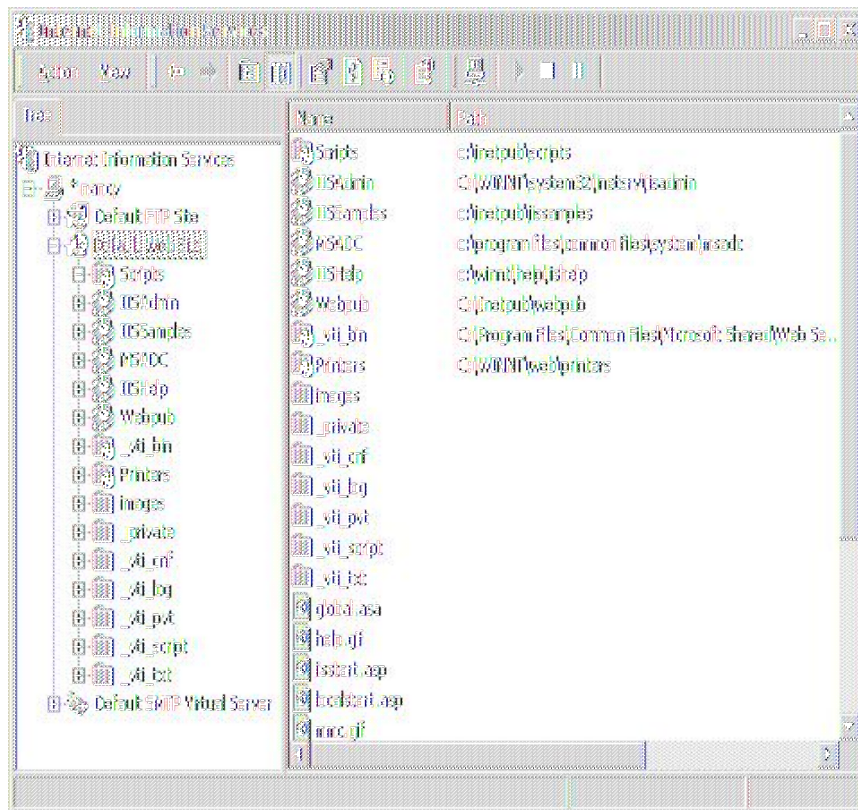 Internet Information Services
Action View
Tree
Name Path
Internet Information Services
* nancy
Default FTP Site
Default Web Site
Scripts
IISAdmin
IISSamples
MSADC
IISHelp
Webpub
_vti_bin
Printers
images
_private
_vti_cnf
_vti_log
_vti_pvt
_vti_script
_vti_txt
Default SMTP Virtual Server
Scripts c:\inetpub\scripts
IISAdmin C:\WINNT\System32\inetsrv\iisadmin
IISSamples c:\inetpub\iissamples
MSADC c:\program files\common files\system\msadc
IISHelp c:\winnt\help\iishelp
Webpub C:\Inetpub\webpub
_vti_bin C:\Program Files\Common Files\Microsoft Shared\Web Se...
Printers C:\WINNT\web\printers
images
_private
_vti_cnf
_vti_log
_vti_pvt
_vti_script
_vti_txt
global.asa
help.gif
iisstart.asp
localstart.asp
mmc.gif